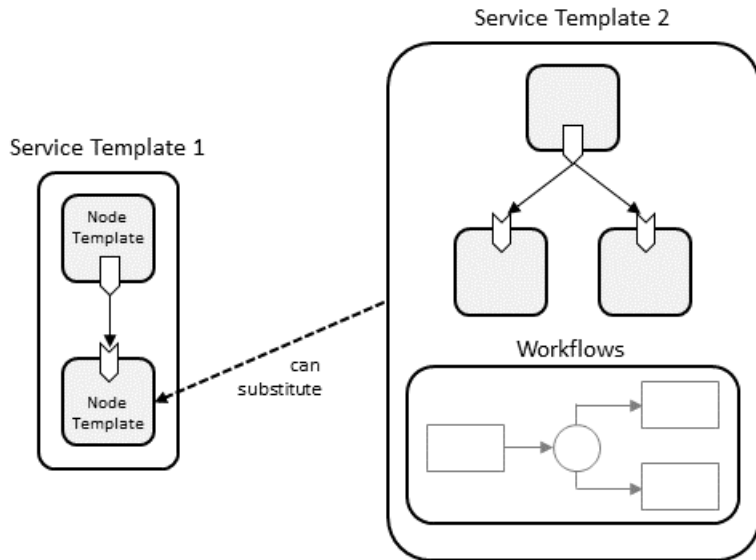 Service Template 2
Service Template 1
Node
Template
can
substitute
Node
Template
Workflows